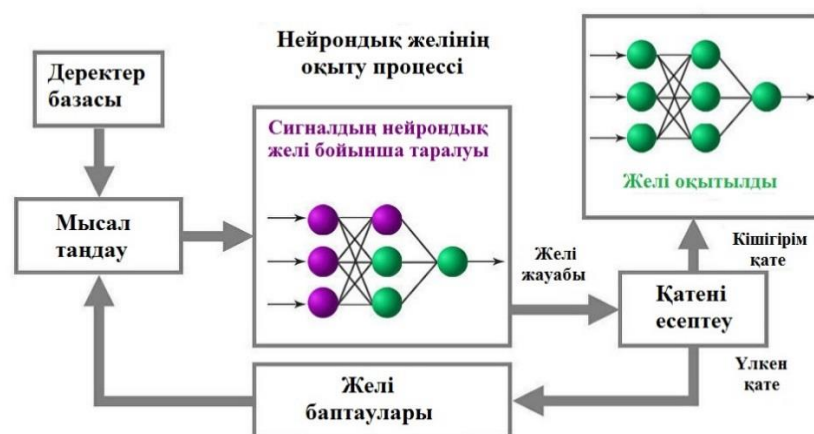 Нейрондық желінің
оқыту процессі
Деректер
базасы
Мысал
таңдау
Сигналдың нейрондық
желі бойынша таралуы
Желі
жауабы
Қатені
есептеу
Кішігірім
қате
Желі оқытылды
Үлкен
қате
Желі
баптаулары